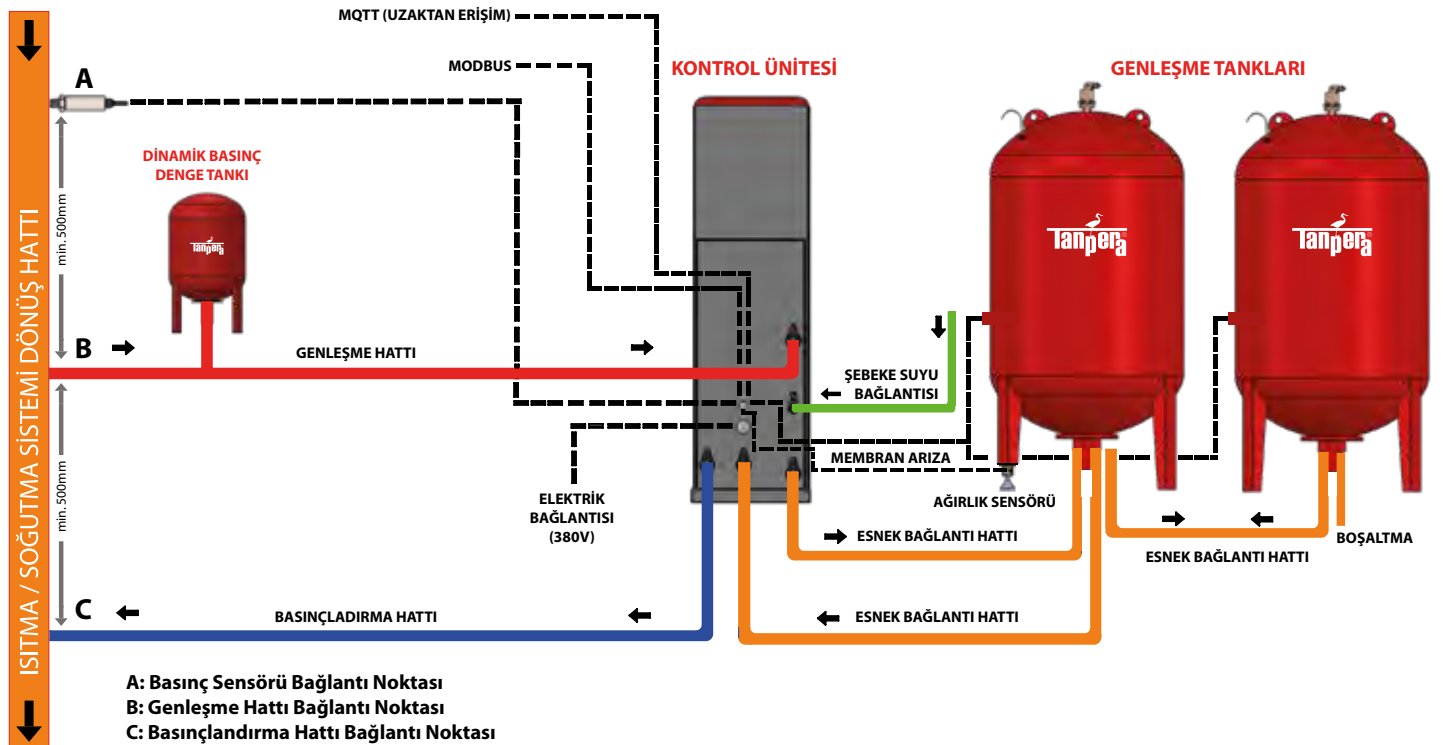 MQTT (UZAKTAN ERİŞİM)
MODBUS
KONTROL ÜNİTESİ
GENLEŞME TANKLARI
A
DİNAMİK BASINÇ
DENGE TANKI
min. 500mm
Tanpera
Tanpera
Tanpera
ISITMA / SOĞUTMA SİSTEMİ DÖNÜŞ HATTI
B
GENLEŞME HATTI
ŞEBEKE SUYU
BAĞLANTISI
MEMBRAN ARIZA
AĞIRLIK SENSÖRÜ
min. 500mm
ELEKTRİK
BAĞLANTISI
(380V)
ESNEK BAĞLANTI HATTI
ESNEK BAĞLANTI HATTI
BOŞALTMA
C
BASINÇLADIRMA HATTI
ESNEK BAĞLANTI HATTI
A: Basınç Sensörü Bağlantı Noktası
B: Genleşme Hattı Bağlantı Noktası
C: Basınçlandırma Hattı Bağlantı Noktası